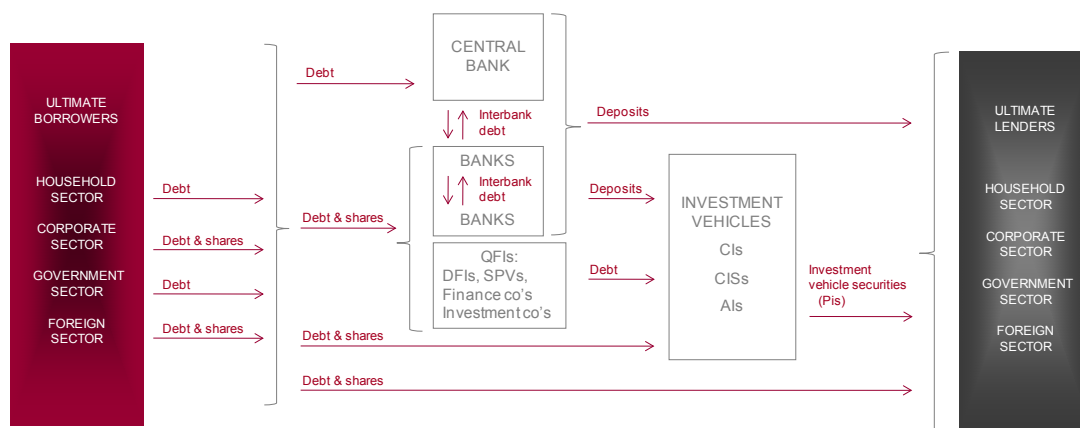 ULTIMATE
BORROWERS
HOUSEHOLD
SECTOR
CORPORATE
SECTOR
GOVERNMENT
SECTOR
FOREIGN
SECTOR
Debt
Debt & shares
Debt
Debt & shares
Debt
Debt & shares
Debt & shares
Debt & shares
CENTRAL
BANK
Interbank
debt
BANKS
Interbank
debt
BANKS
QFIs:
DFIs, SPVs,
Finance co's
Investment co's
Deposits
Deposits
Debt
INVESTMENT
VEHICLES
CIs
CISs
AIs
Investment
vehicle securities
(Pis)
ULTIMATE
LENDERS
HOUSEHOLD
SECTOR
CORPORATE
SECTOR
GOVERNMENT
SECTOR
FOREIGN
SECTOR